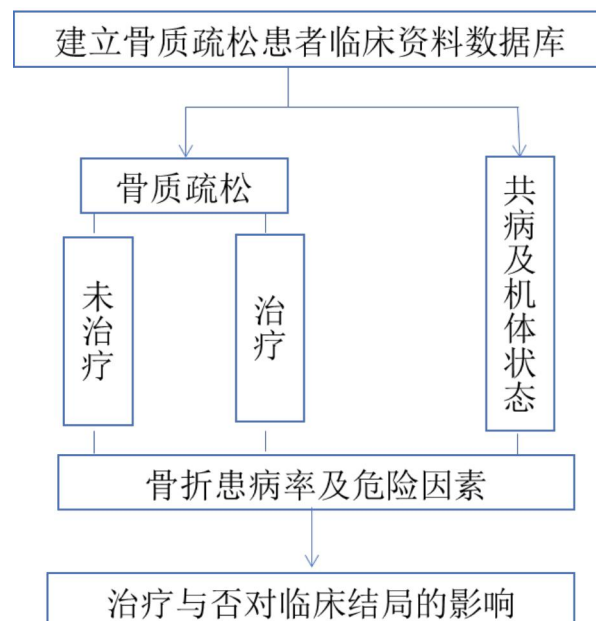 建立骨质疏松患者临床资料数据库
骨质疏松
共病及机体状态
未治疗
治疗
骨折患病率及危险因素
治疗与否对临床结局的影响